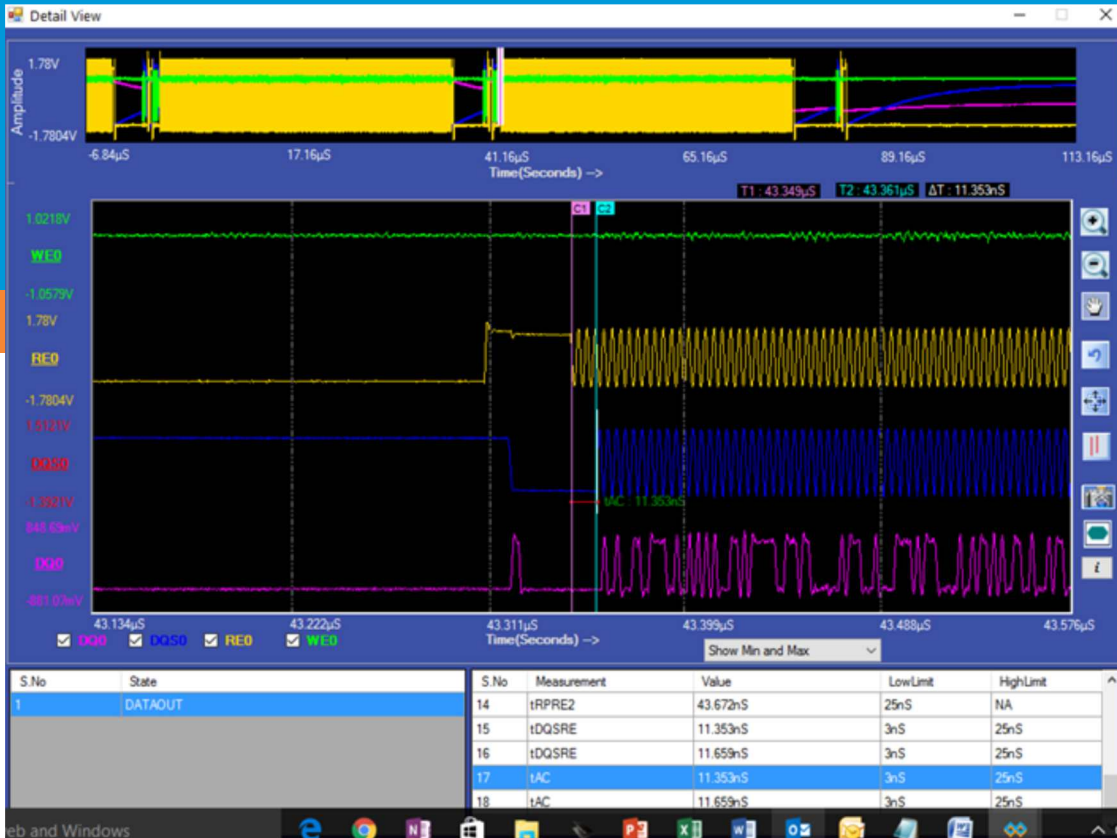 Detail View
Amplitude
1.78V
-1.7804V
-6.84µS 17.16µS 41.16µS 65.16µS 89.16µS 113.16µS
Time(Seconds) -->
T1 : 43.349µS T2 : 43.361µS ΔT : 11.353nS
C1 C2
1.0218V
WE0
-1.0579V
1.78V
RE0
-1.7804V
DQS0
-1.3921V
tAC : 11.353nS
848.69mV
DQ0
-881.07mV
43.134µS 43.222µS 43.311µS 43.399µS 43.488µS 43.576µS
DQ0 DQS0 RE0 WE0 Time(Seconds) -->
Show Min and Max
i
S.No State
1 DATAOUT
S.No Measurement Value LowLimit HighLimit
14 tRPRE2 43.672nS 25nS NA
15 tDQSRE 11.353nS 3nS 25nS
16 tDQSRE 11.659nS 3nS 25nS
17 tAC 11.353nS 3nS 25nS
18 tAC 11.659nS 3nS 25nS
eb and Windows